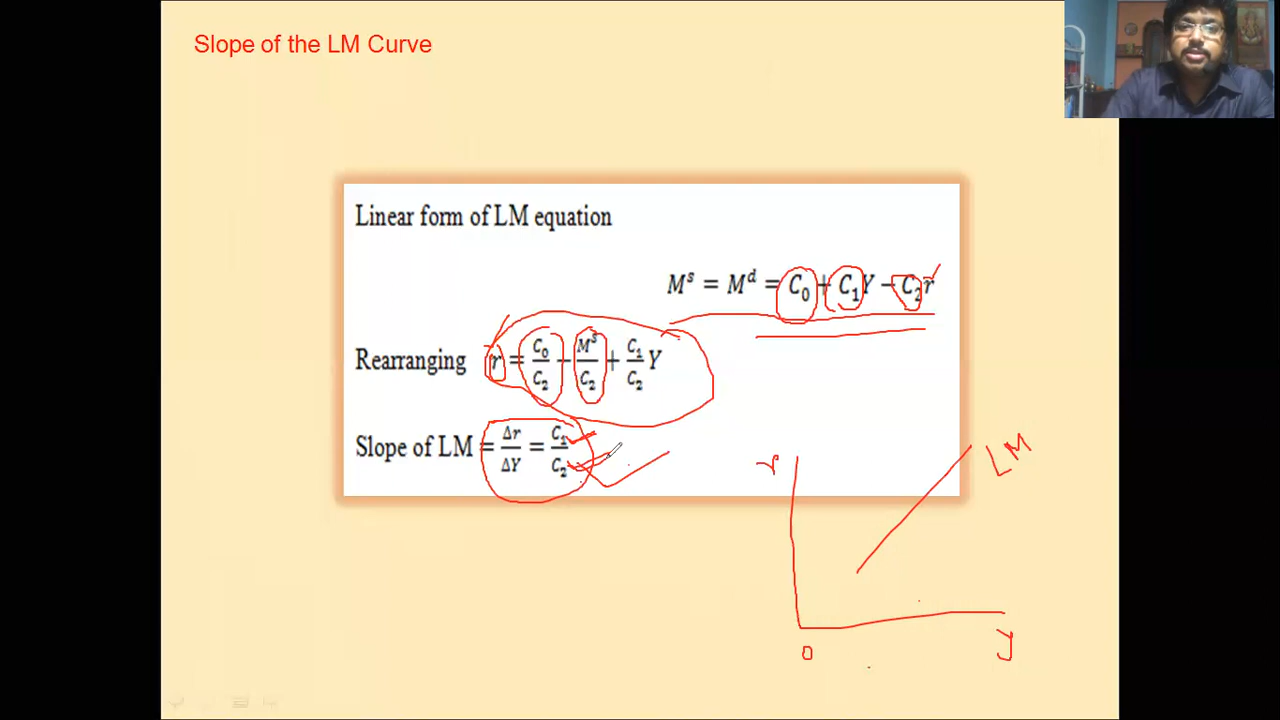 Slope of the LM Curve
Linear form of LM equation
Mˢ = Mᵈ = C₀ + C₁Y − C₂r
Rearranging r = C₀/C₂ − Mˢ/C₂ + C₁/C₂ Y
Slope of LM = Δr/ΔY = C₁/C₂
r
LM
0
y